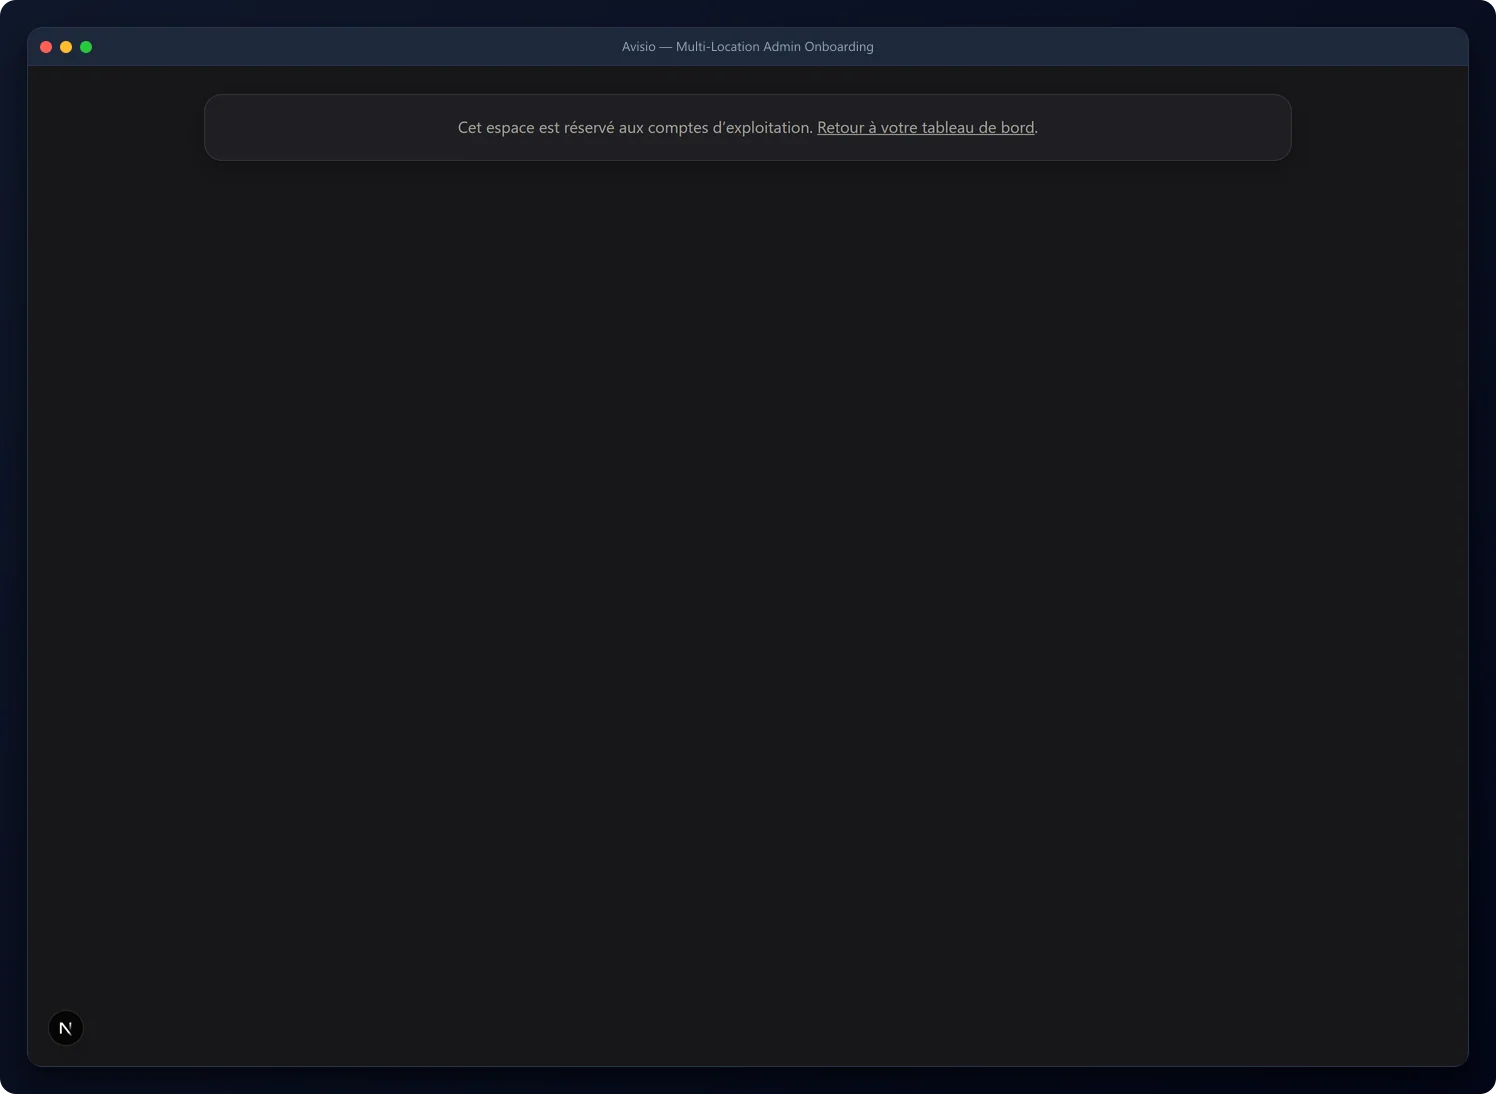 Avisio — Multi-Location Admin Onboarding
Cet espace est réservé aux comptes d’exploitation. Retour à votre tableau de bord.
N